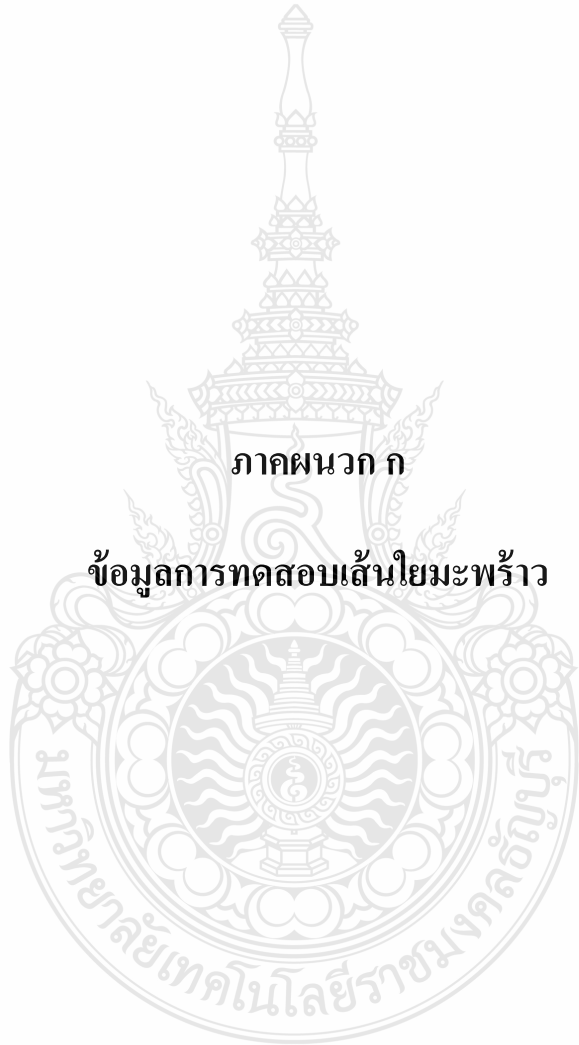 ภาคผนวก ก
ข้อมูลการทดสอบเส้นใยมะพร้าว
มหาวิทยาลัยเทคโนโลยีราชมงคลธัญบุรี